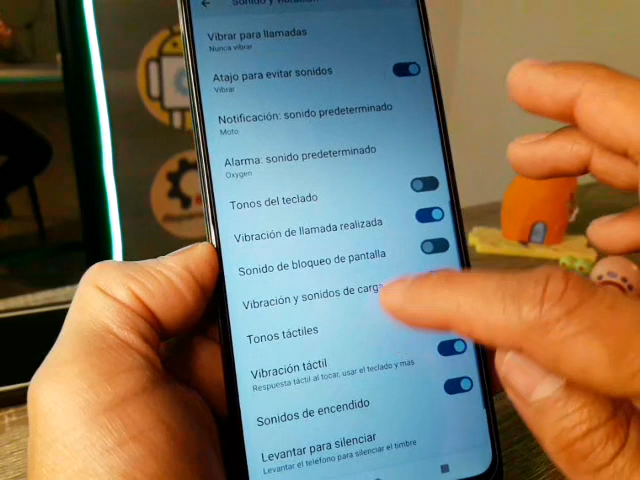 Sonido y vibración
Vibrar para llamadas
Nunca vibrar
Atajo para evitar sonidos
Vibrar
Notificación: sonido predeterminado
Moto
Alarma: sonido predeterminado
Oxygen
Tonos del teclado
Vibración de llamada realizada
Sonido de bloqueo de pantalla
Vibración y sonidos de carga
Tonos táctiles
Vibración táctil
Respuesta táctil al tocar, usar el teclado y mas
Sonidos de encendido
Levantar para silenciar
Levantar el teléfono para silenciar el timbre